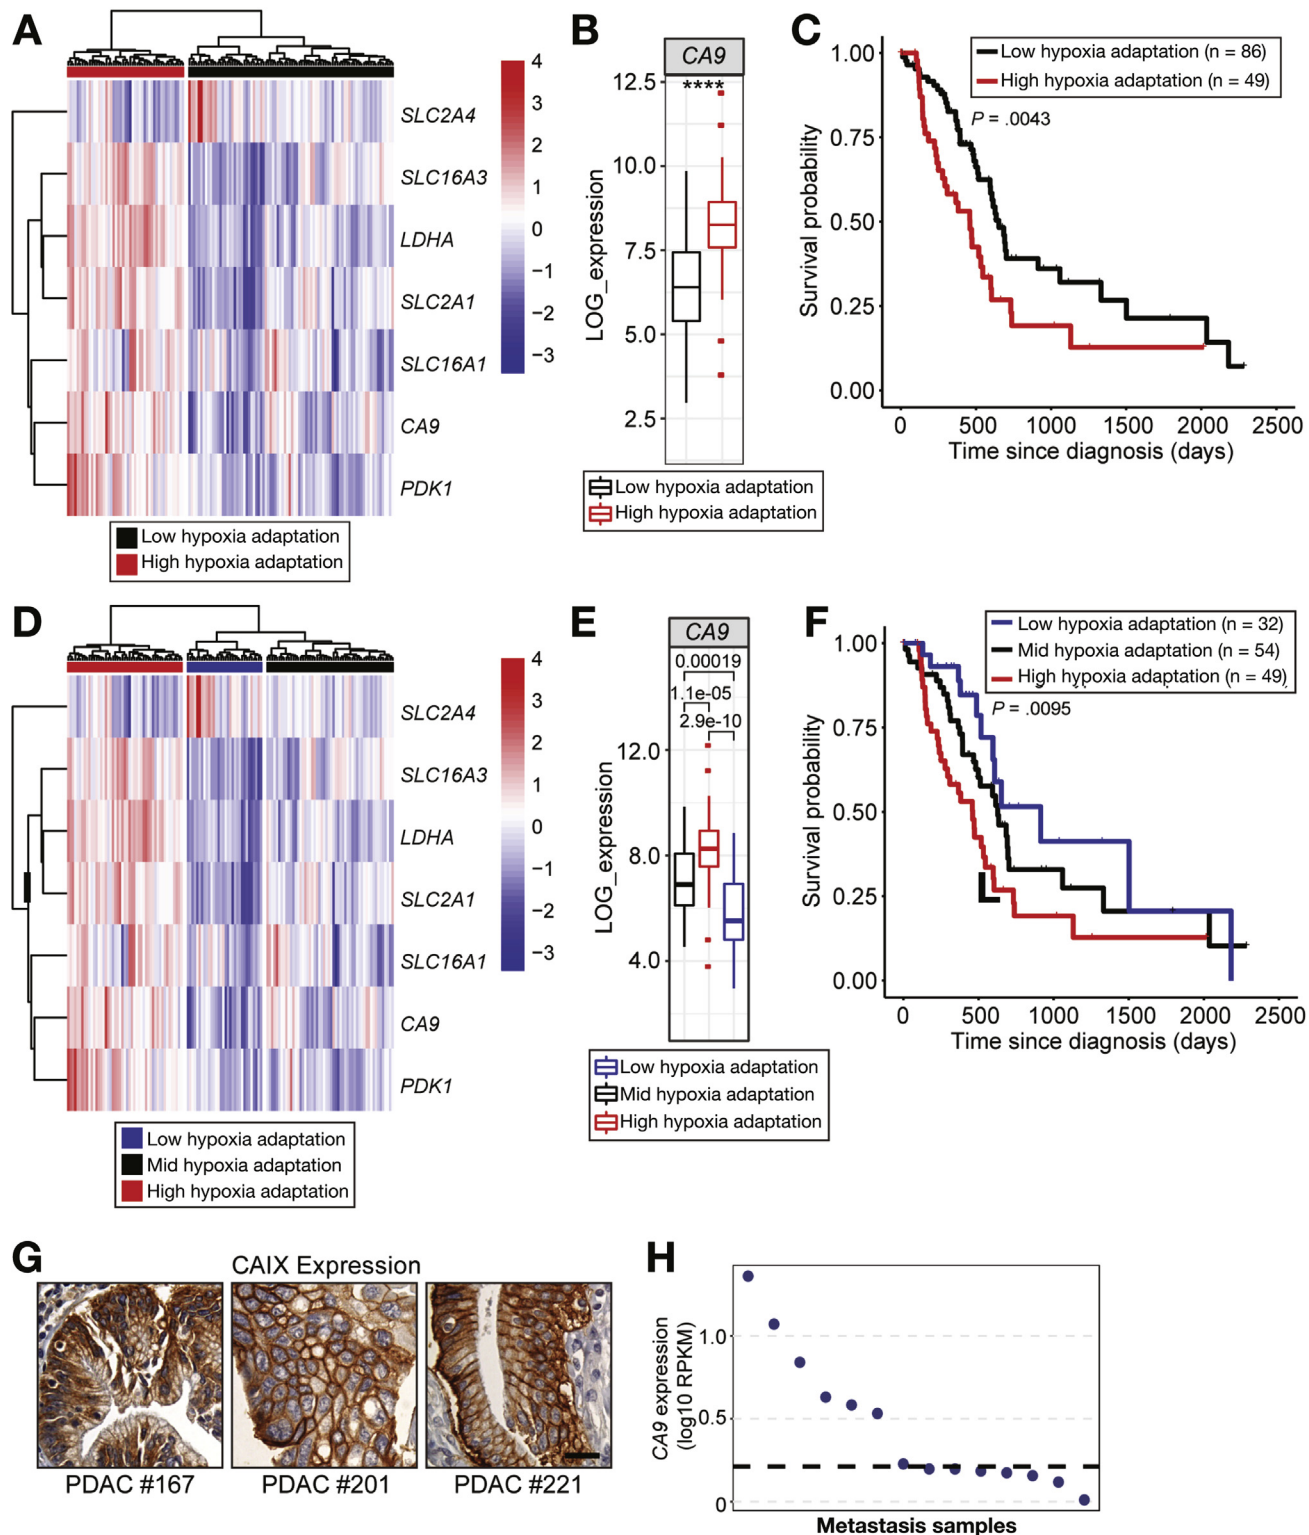 A
SLC2A4
SLC16A3
LDHA
SLC2A1
SLC16A1
CA9
PDK1
4
3
2
1
0
−1
−2
−3
Low hypoxia adaptation
High hypoxia adaptation
B
CA9
****
12.5
10.0
7.5
5.0
2.5
LOG_expression
Low hypoxia adaptation
High hypoxia adaptation
C
Low hypoxia adaptation (n = 86)
High hypoxia adaptation (n = 49)
P = .0043
1.00
0.75
0.50
0.25
0.00
Survival probability
0 500 1000 1500 2000 2500
Time since diagnosis (days)
D
SLC2A4
SLC16A3
LDHA
SLC2A1
SLC16A1
CA9
PDK1
4
3
2
1
0
−1
−2
−3
Low hypoxia adaptation
Mid hypoxia adaptation
High hypoxia adaptation
E
CA9
0.00019
1.1e-05
2.9e-10
12.0
8.0
4.0
LOG_expression
Low hypoxia adaptation
Mid hypoxia adaptation
High hypoxia adaptation
F
Low hypoxia adaptation (n = 32)
Mid hypoxia adaptation (n = 54)
High hypoxia adaptation (n = 49)
P = .0095
1.00
0.75
0.50
0.25
0.00
Survival probability
0 500 1000 1500 2000 2500
Time since diagnosis (days)
G
CAIX Expression
PDAC #167
PDAC #201
PDAC #221
H
CA9 expression
(log10 RPKM)
1.0
0.5
0
Metastasis samples